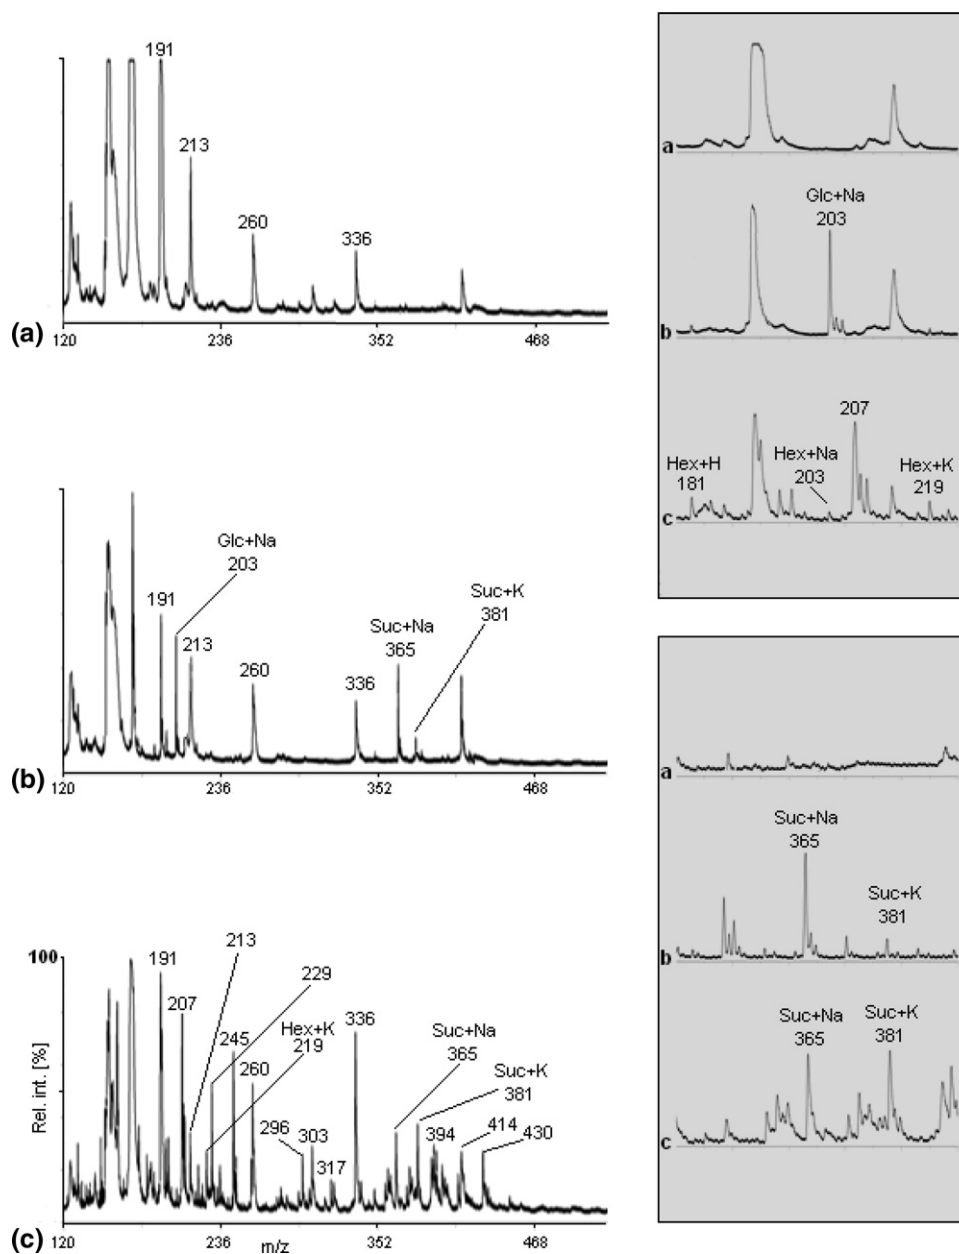 191
213
260
336
(a)
120
236
352
468
Glc+Na
203
191
213
260
336
Suc+Na
365
Suc+K
381
(b)
120
236
352
468
100
Rel. int. [%]
191
207
213
229
245
Hex+K
219
260
296
303
317
336
Suc+Na
365
Suc+K
381
394
414
430
(c)
120
236
m/z
352
468
a
Glc+Na
203
b
207
Hex+H
181
Hex+Na
203
Hex+K
219
c
a
Suc+Na
365
Suc+K
381
b
Suc+Na
365
Suc+K
381
c